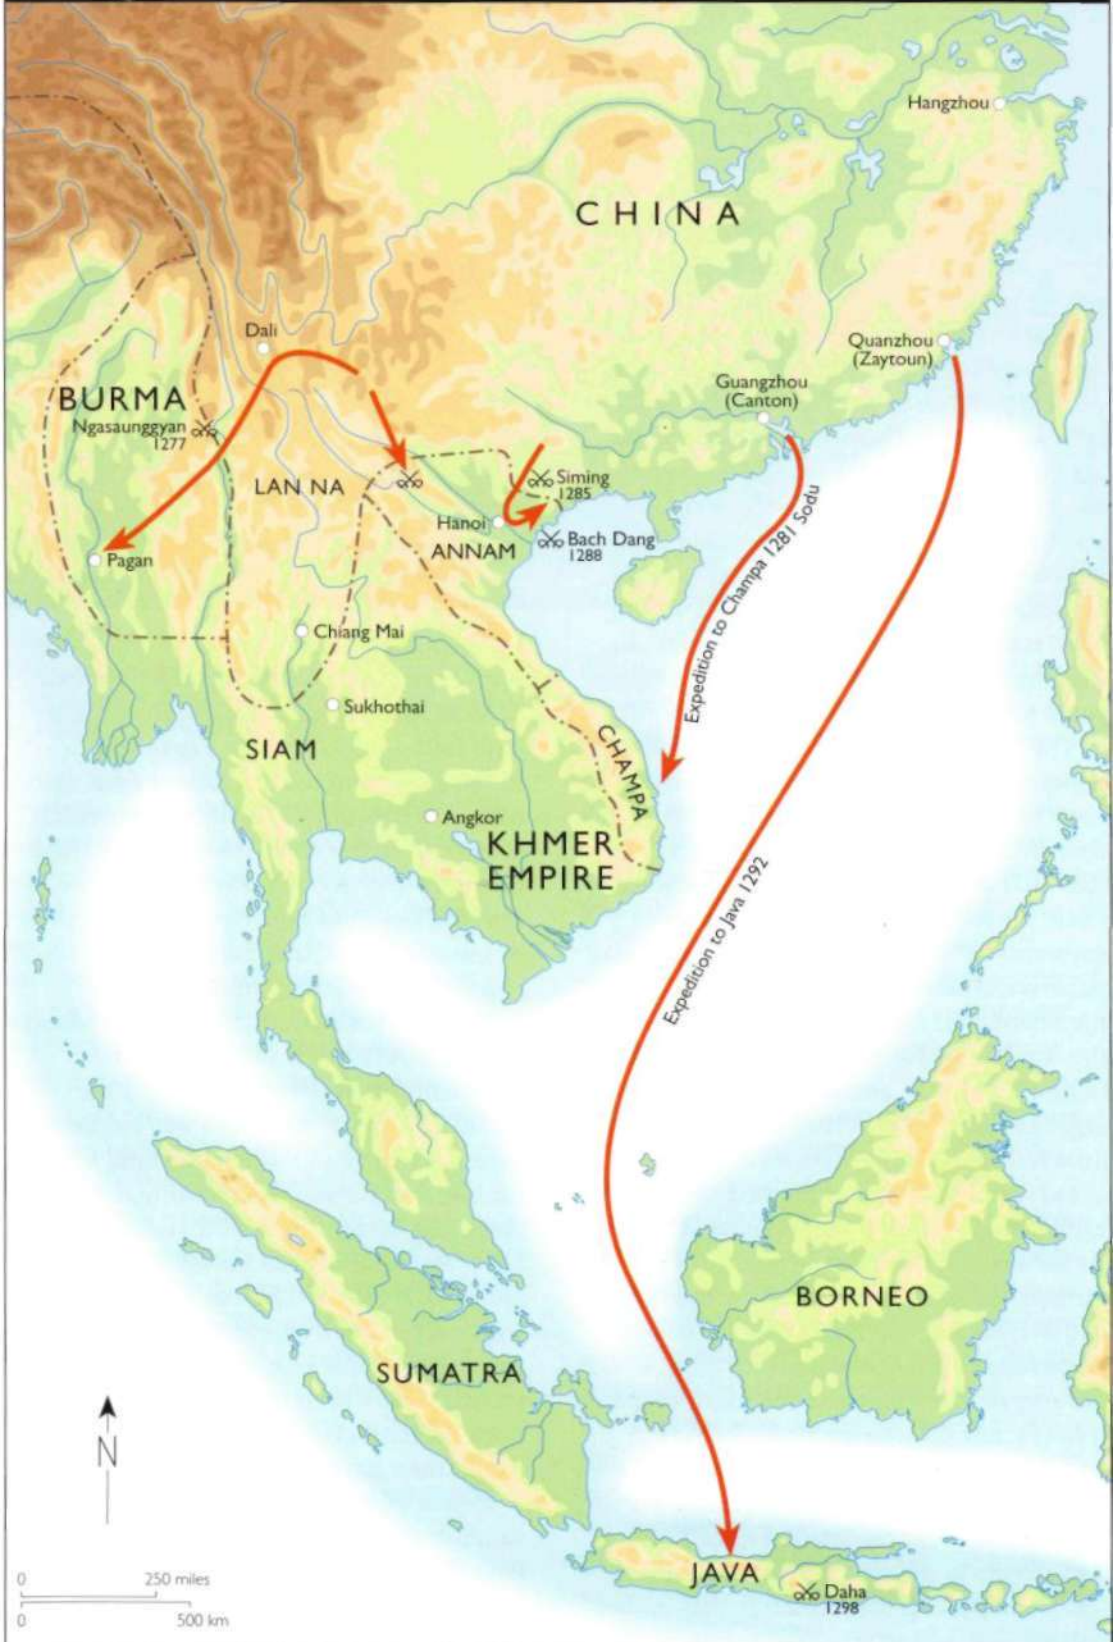 Hangzhou
CHINA
Dali
Quanzhou
(Zaytoun)
Guangzhou
(Canton)
BURMA
Ngasaunggyan
1277
LAN NA
Siming
1285
Hanoi
ANNAM
Bach Dang
1288
Pagan
Expedition to Champa 1281 Sodu
Chiang Mai
Sukhothai
SIAM
CHAMPA
Angkor
KHMER
EMPIRE
Expedition to Java 1292
BORNEO
SUMATRA
N
0 250 miles
0 500 km
JAVA
Daha
1298